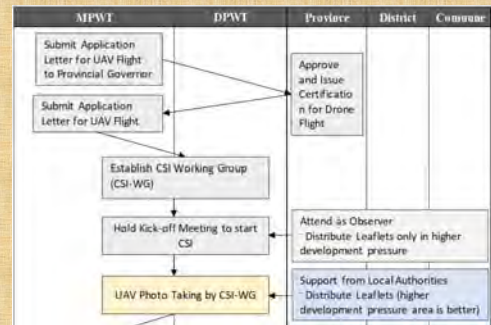 MPWT DPWT Province District Commune
Submit Application
Letter for UAV Flight
to Provincial Governor
Approve
and Issue
Certificatio
n for Drone
Flight
Submit Application
Letter for UAV Flight
Establish CSI Working Group
(CSI-WG)
Hold Kick-off Meeting to start
CSI
Attend as Observer
Distribute Leaflets only in higher
development pressure
UAV Photo Taking by CSI-WG
Support from Local Authorities
Distribute Leaflets (higher
development pressure area is better)